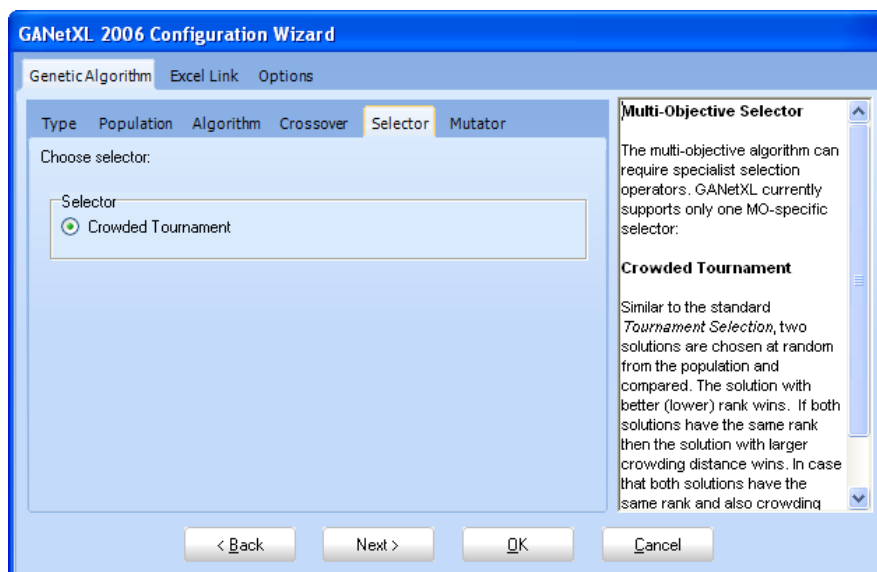 GANetXL 2006 Configuration Wizard
Genetic Algorithm Excel Link Options
Type Population Algorithm Crossover Selector Mutator
Choose selector:
Selector
Crowded Tournament
Multi-Objective Selector
The multi-objective algorithm can
require specialist selection
operators. GANetXL currently
supports only one MO-specific
selector:
Crowded Tournament
Similar to the standard
Tournament Selection, two
solutions are chosen at random
from the population and
compared. The solution with
better (lower) rank wins. If both
solutions have the same rank
then the solution with larger
crowding distance wins. In case
that both solutions have the
same rank and also crowding
< Back Next > OK Cancel